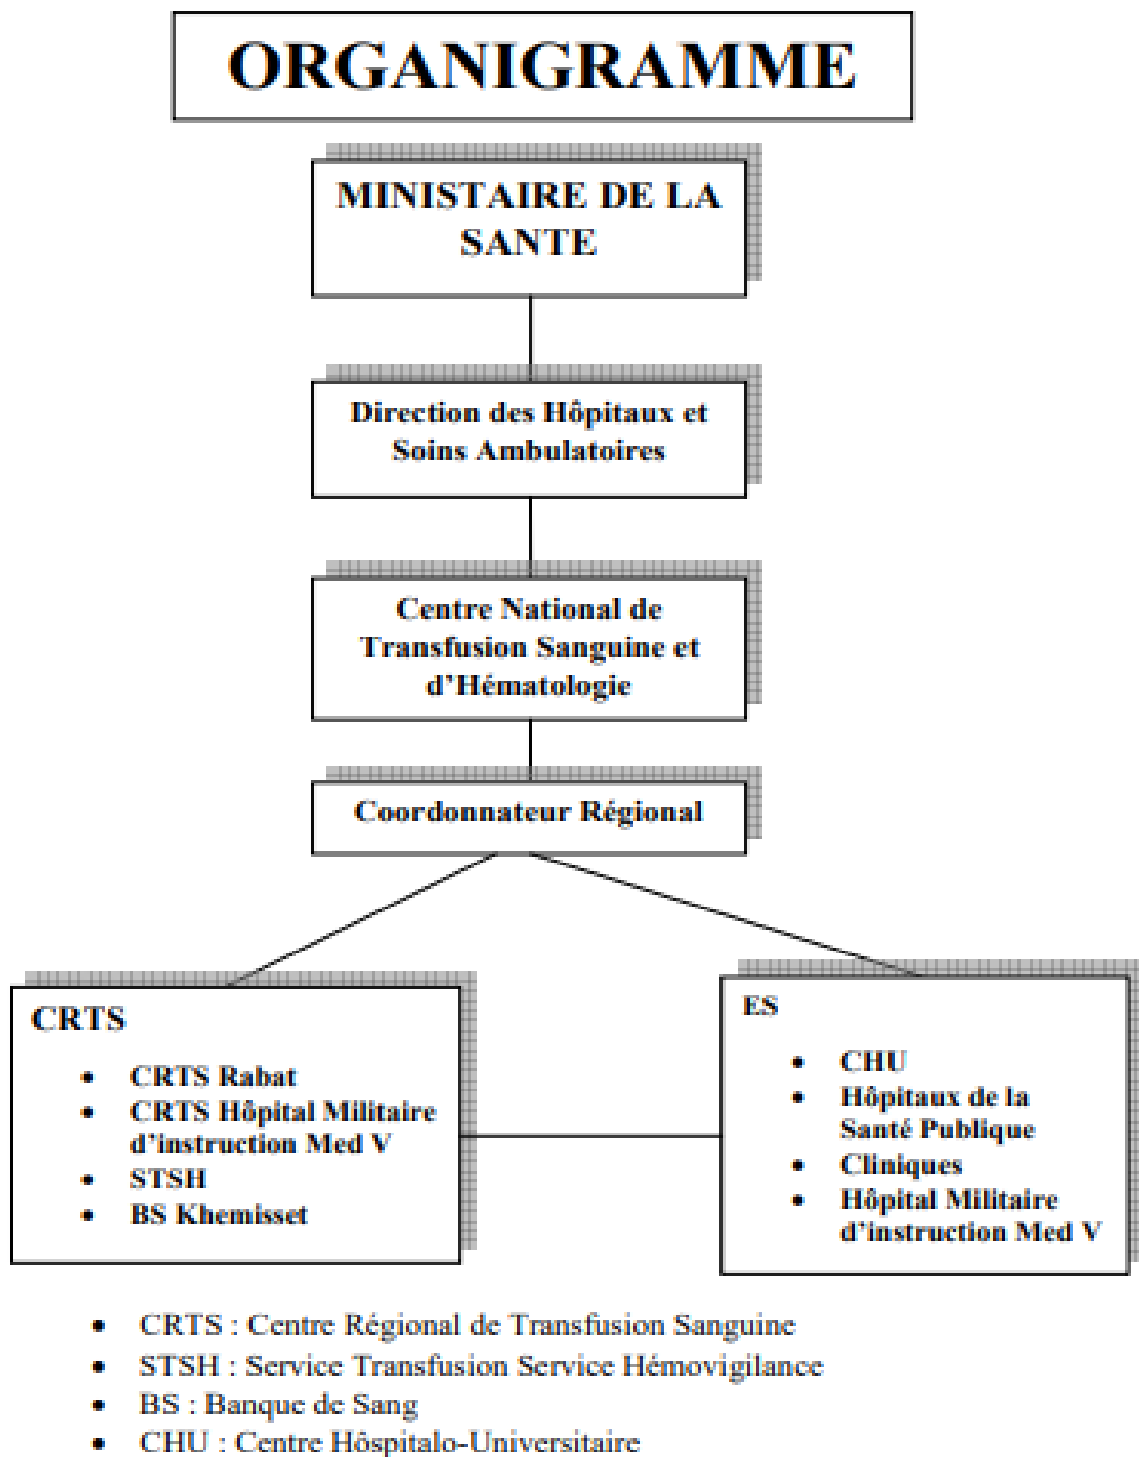 ORGANIGRAMME
MINISTAIRE DE LA
SANTE
Direction des Hôpitaux et
Soins Ambulatoires
Centre National de
Transfusion Sanguine et
d'Hématologie
Coordonnateur Régional
CRTS
• CRTS Rabat
• CRTS Hôpital Militaire
d'instruction Med V
• STSH
• BS Khemisset
ES
• CHU
• Hôpitaux de la
Santé Publique
• Cliniques
• Hôpital Militaire
d'instruction Med V
• CRTS : Centre Régional de Transfusion Sanguine
• STSH : Service Transfusion Service Hémovigilance
• BS : Banque de Sang
• CHU : Centre Hôspitalo-Universitaire